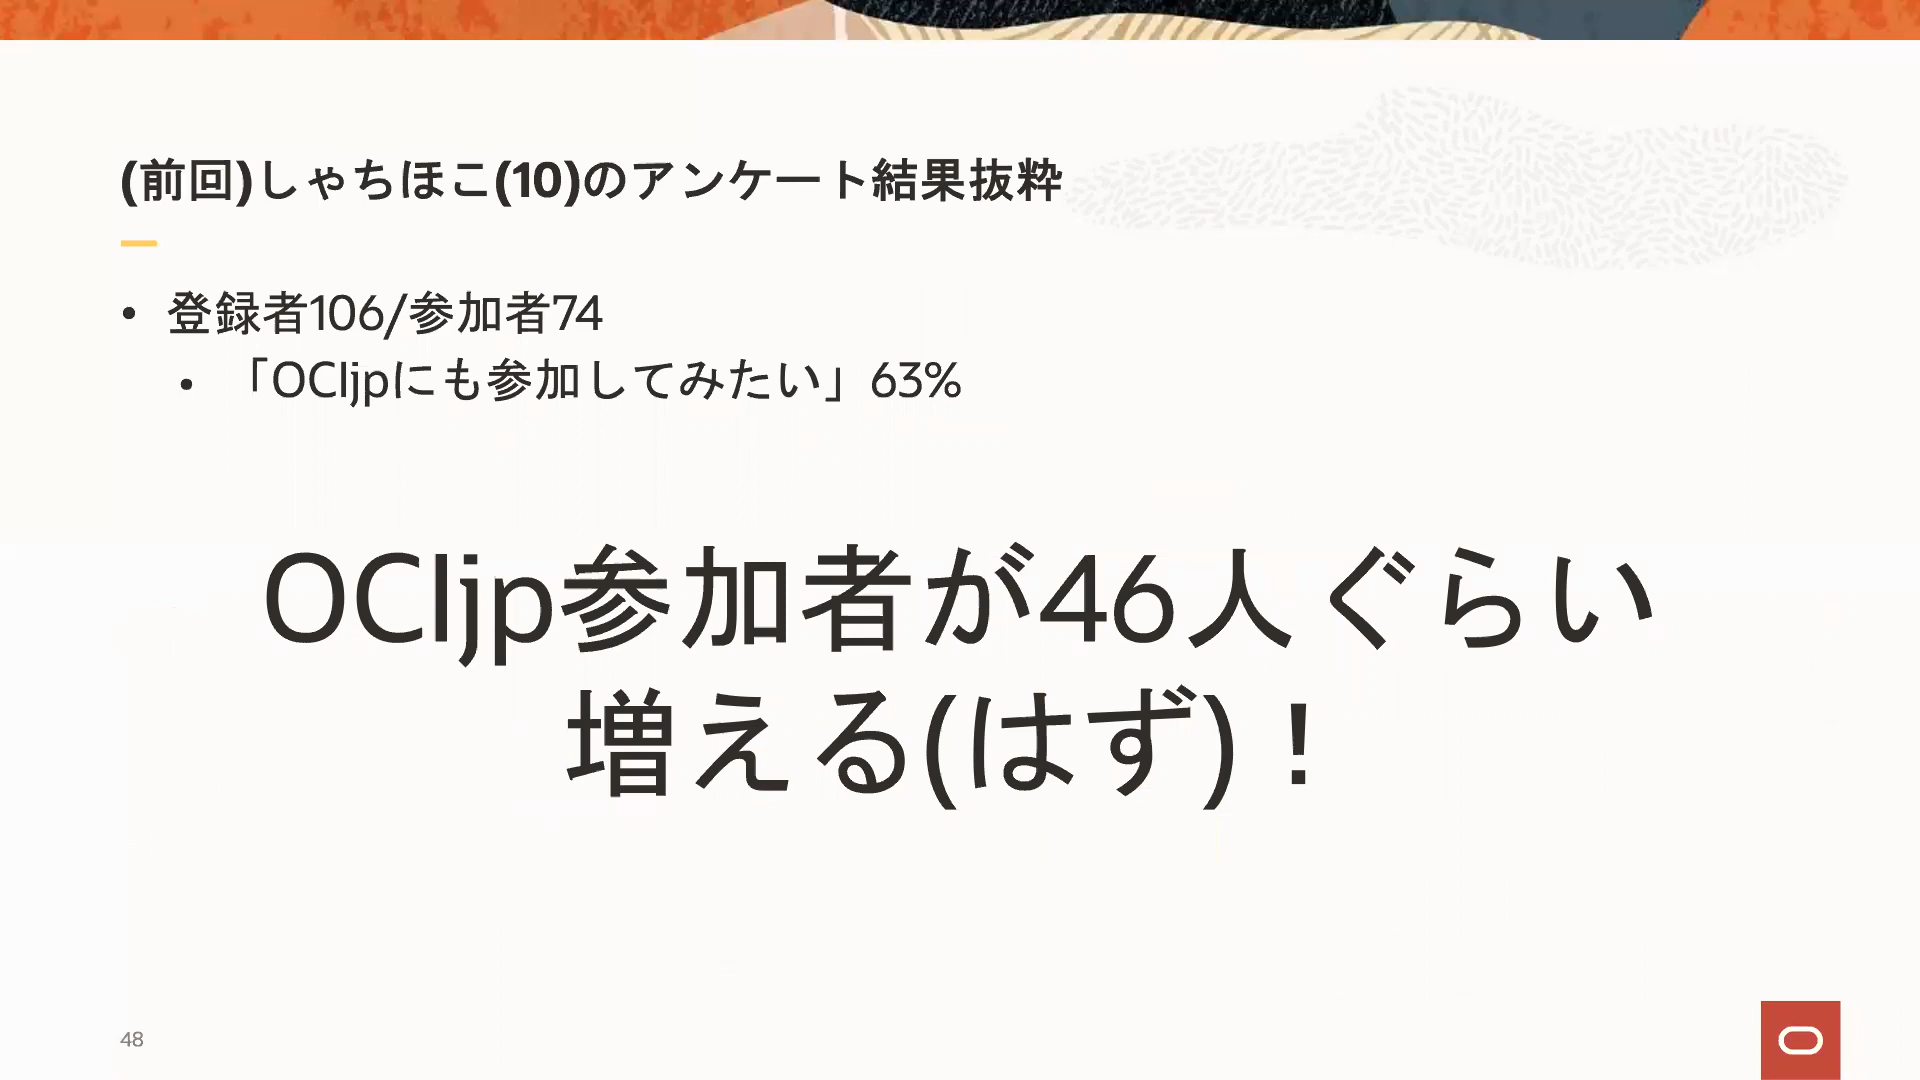 (前回)しゃちほこ(10)のアンケート結果抜粋
• 登録者106/参加者74
• 「OCIjpにも参加してみたい」63%
OCIjp参加者が46人ぐらい
増える(はず)！
48